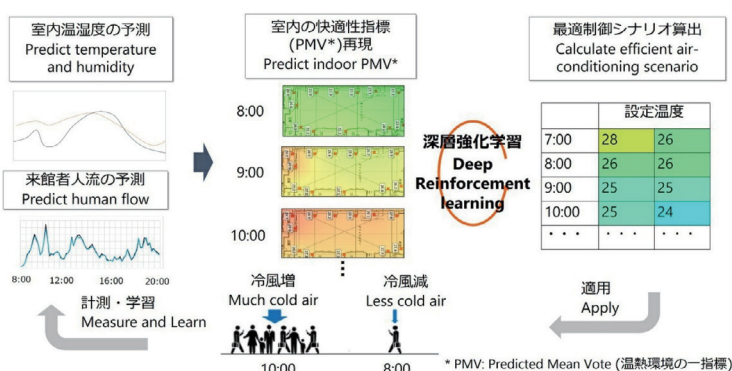 室内温湿度の予測
Predict temperature
and humidity
来館者人流の予測
Predict human flow
8:00 12:00 16:00 20:00
計測・学習
Measure and Learn
室内の快適性指標
(PMV*)再現
Predict indoor PMV*
8:00
9:00
10:00
冷風増
Much cold air
冷風減
Less cold air
10:00 8:00
深層強化学習
Deep
Reinforcement
learning
最適制御シナリオ算出
Calculate efficient air-
conditioning scenario
設定温度
7:00 28 26
8:00 26 26
9:00 25 25
10:00 25 24
・・・ ・・・ ・・・
適用
Apply
* PMV: Predicted Mean Vote (温熱環境の一指標)